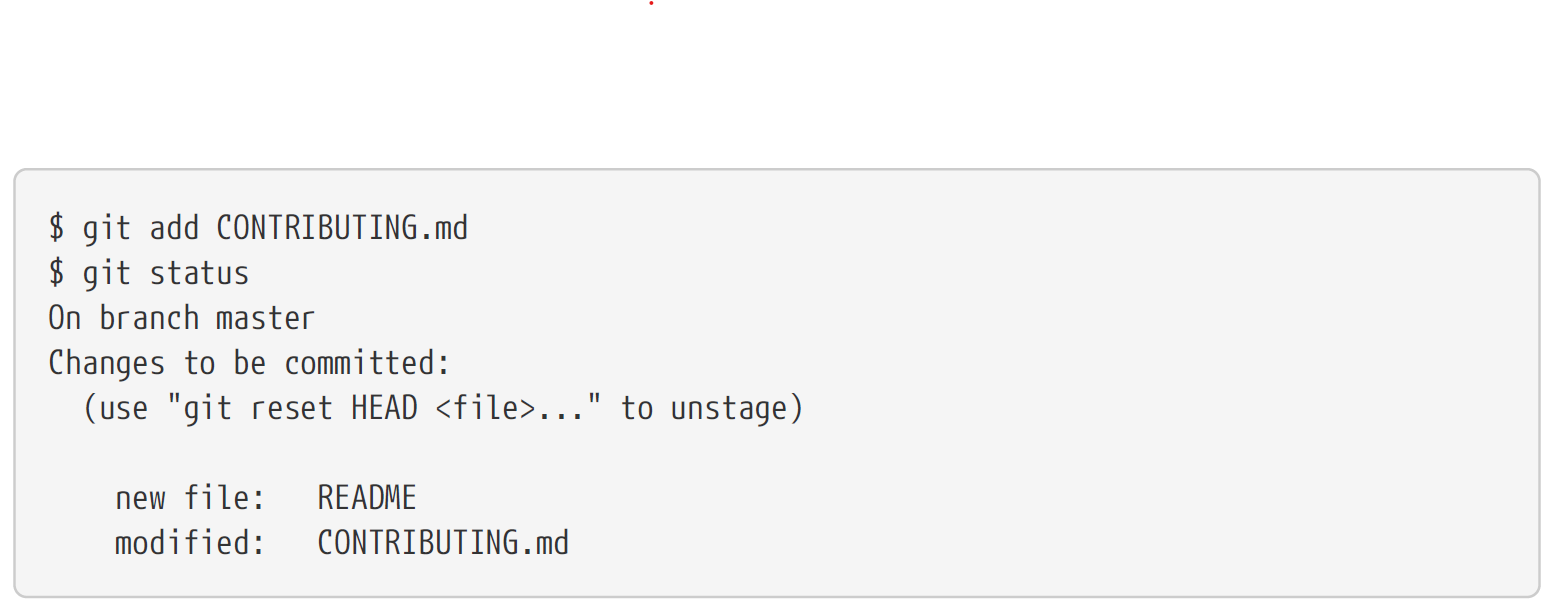 $ git add CONTRIBUTING.md
$ git status
On branch master
Changes to be committed:
  (use "git reset HEAD <file>..." to unstage)

    new file:   README
    modified:   CONTRIBUTING.md